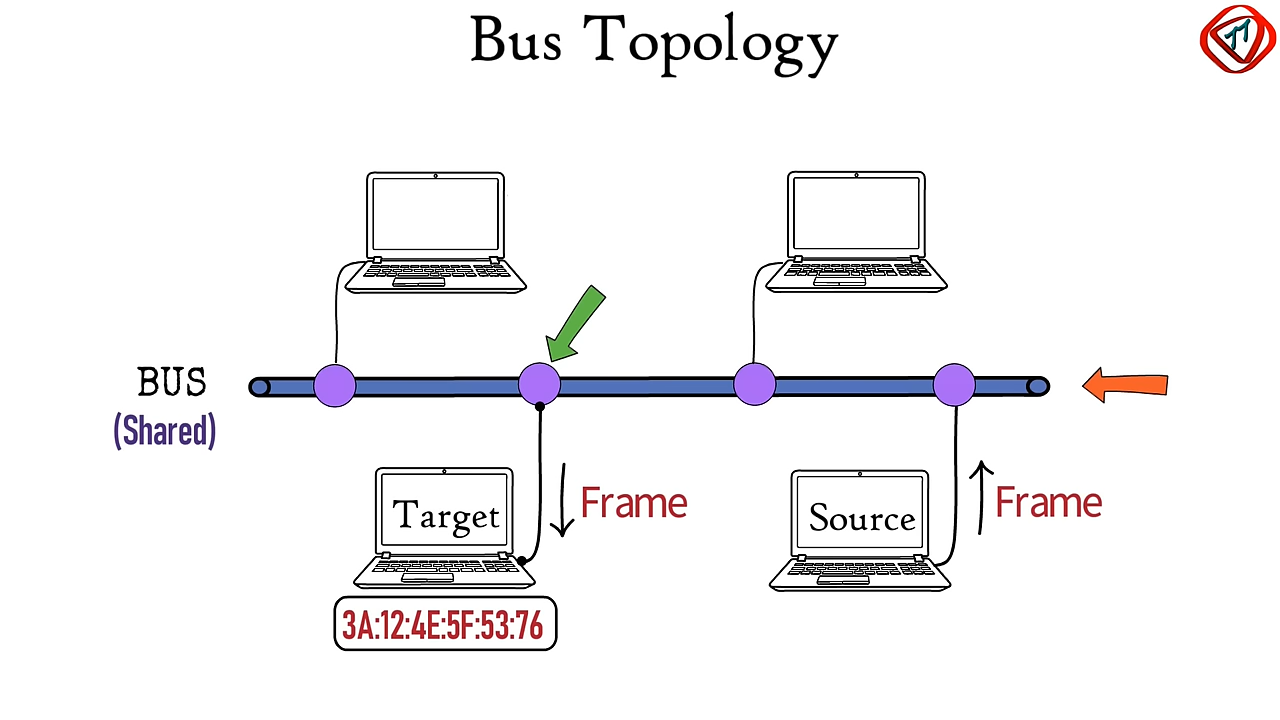 Bus Topology
BUS
(Shared)
Target
Frame
Source
Frame
3A:12:4E:5F:53:76